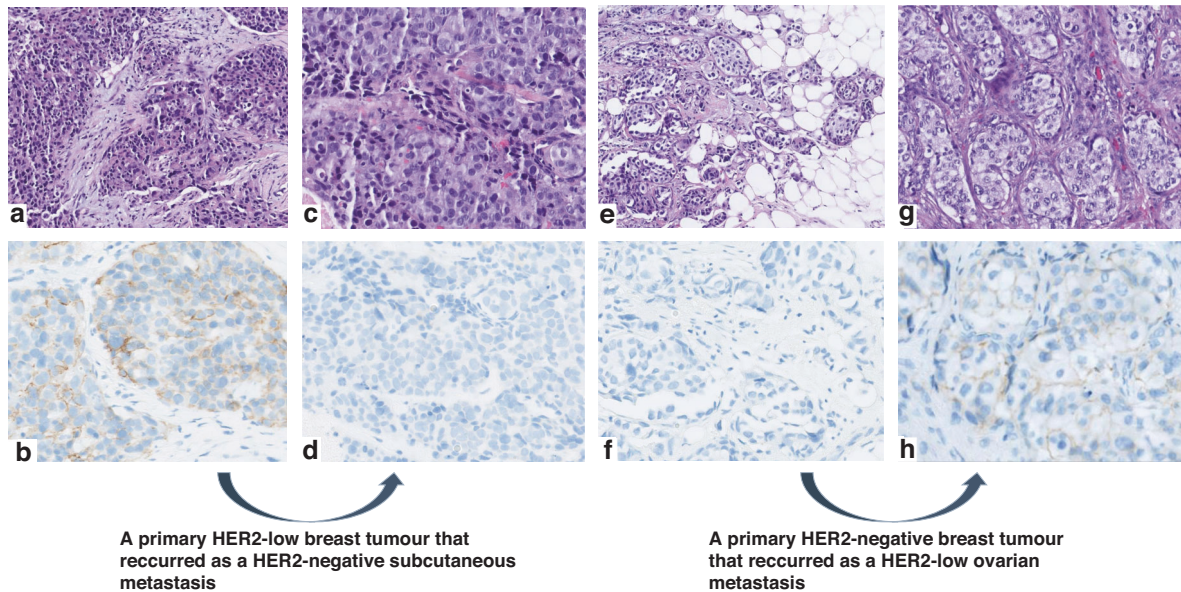 a
c
e
g
b
d
f
h
A primary HER2-low breast tumour that
reccurred as a HER2-negative subcutaneous
metastasis
A primary HER2-negative breast tumour
that reccurred as a HER2-low ovarian
metastasis